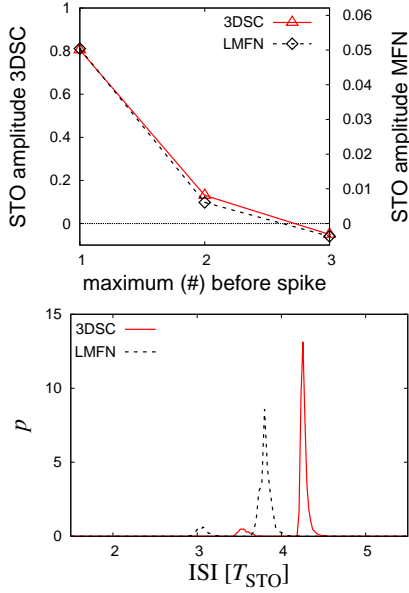 3DSC
LMFN
STO amplitude 3DSC
STO amplitude MFN
1
0.8
0.6
0.4
0.2
0
0.06
0.05
0.04
0.03
0.02
0.01
0
1 2 3
maximum (#) before spike
3DSC
LMFN
p
15
10
5
0
2 3 4 5
ISI [T_STO]